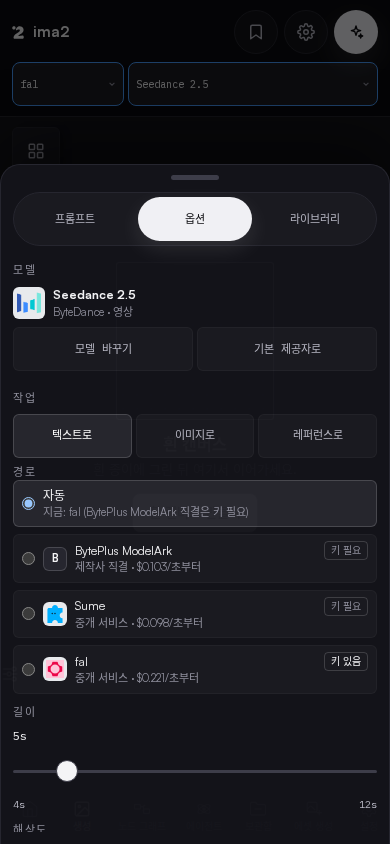 ima2
fal
Seedance 2.5
프롬프트
옵션
라이브러리
모델
Seedance 2.5
ByteDance · 영상
모델 바꾸기
기본 제공자로
작업
텍스트로
이미지로
레퍼런스로
경로
자동
지금: fal (BytePlus ModelArk 직결은 키 필요)
B
BytePlus ModelArk
키 필요
제작사 직결 · $0.103/초부터
Sume
키 필요
중개 서비스 · $0.098/초부터
fal
키 있음
중개 서비스 · $0.221/초부터
길이
5s
4s
12s
해상도